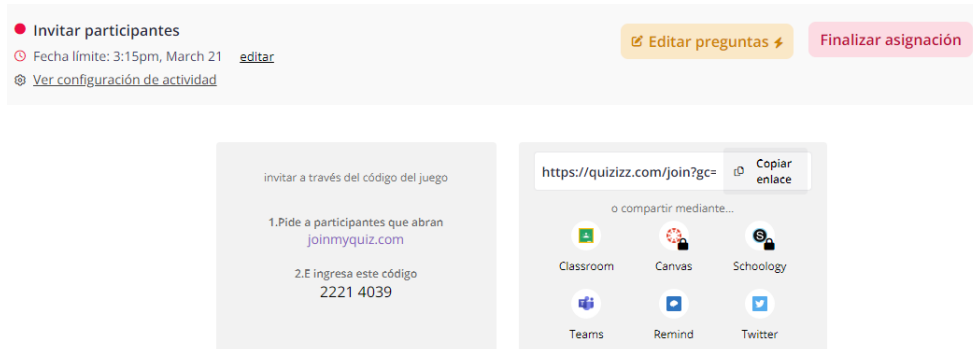 Invitar participantes
Fecha límite: 3:15pm, March 21 editar
Ver configuración de actividad
Editar preguntas
Finalizar asignación
invitar a través del código del juego
1.Pide a participantes que abran
joinmyquiz.com
2.E ingresa este código
2221 4039
https://quizizz.com/join?gc=
Copiar
enlace
o compartir mediante...
Classroom Canvas Schoology
Teams Remind Twitter